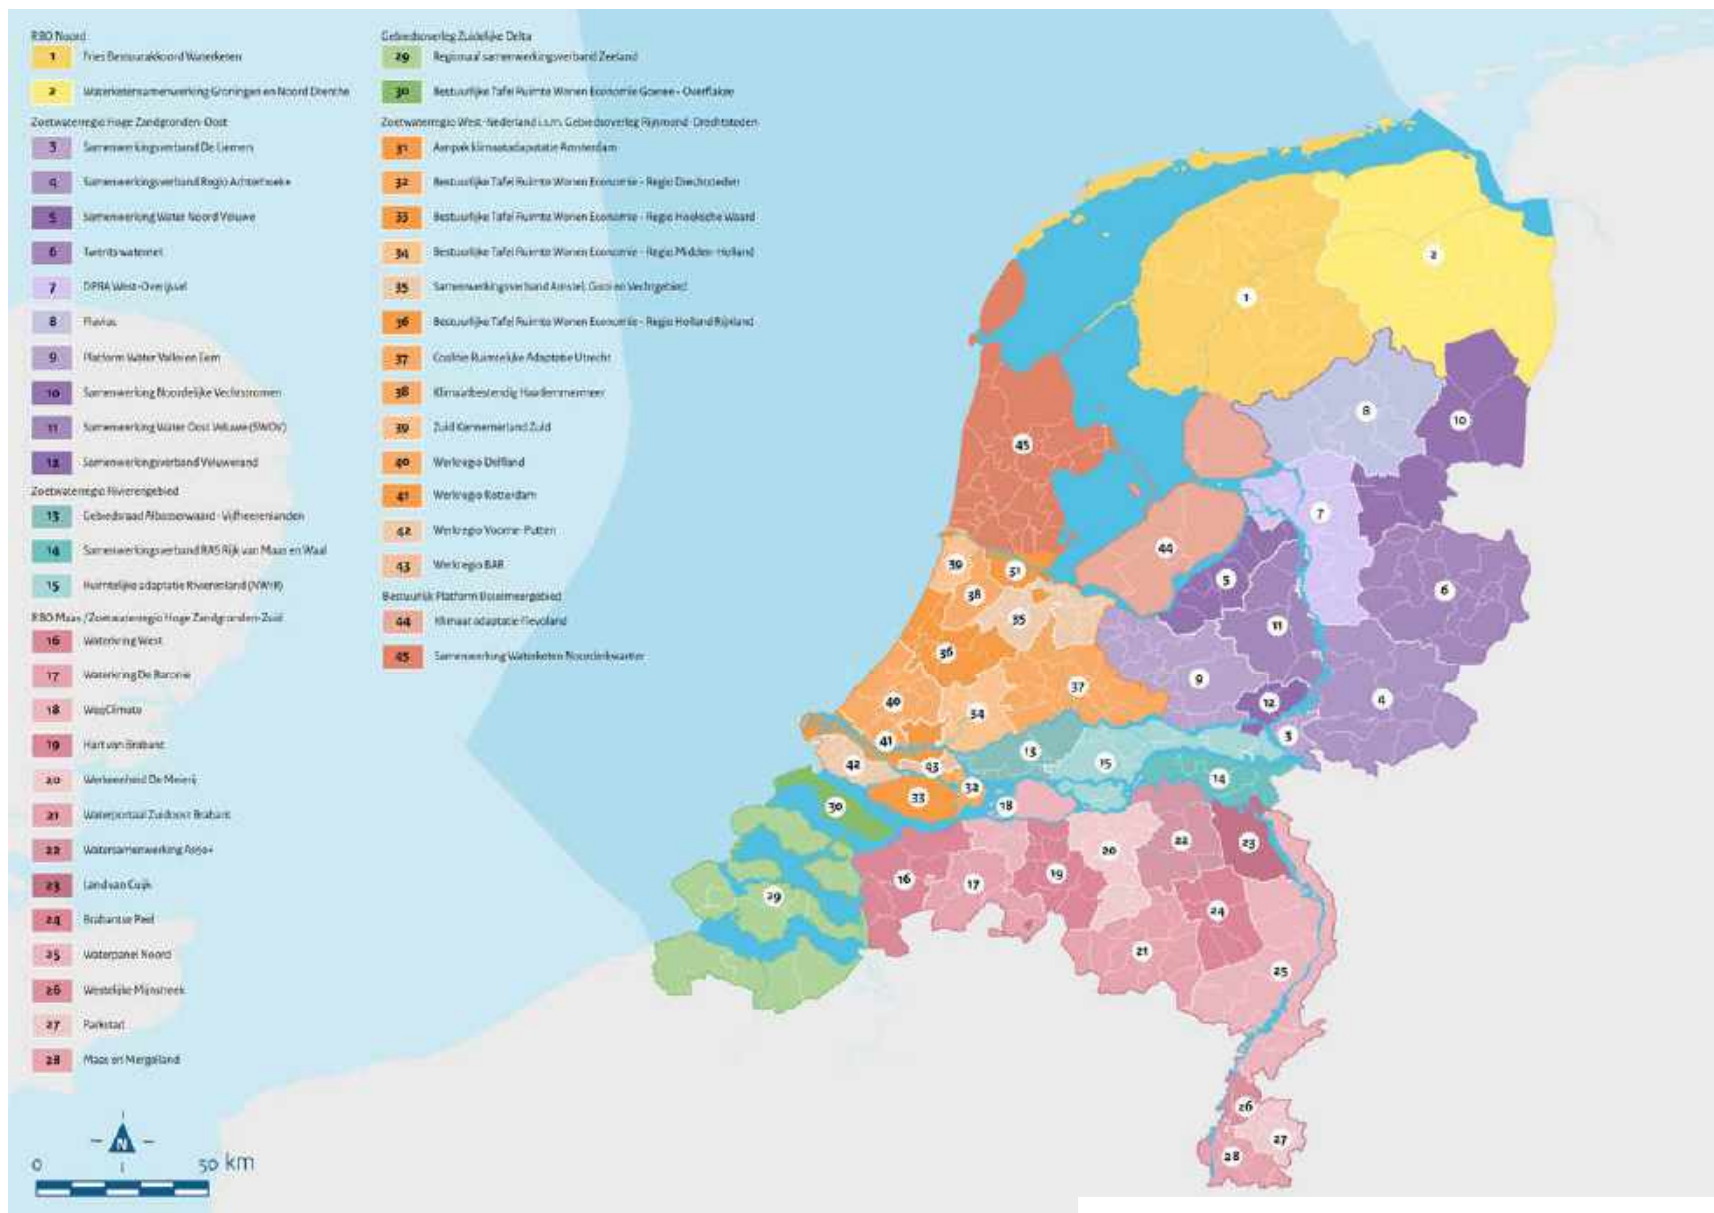 RBO Noord
1 Fries Bestuurakkoord Waterketen
2 Waterketensamenwerking Groningen en Noord Drenthe
Zoetwaterregio Hoge Zandgronden-Oost
3 Samenwerkingsverband De Liemers
4 Samenwerkingsverband Regio Achterhoek+
5 Samenwerking Water Noord Veluwe
6 Twents waternet
7 DPRA West-Overijssel
8 Fluvius
9 Platform Water Vallei en Eem
10 Samenwerking Noordelijke Vechtstromen
11 Samenwerking Water Oost Veluwe (SWOV)
12 Samenwerkingsverband Veluwerand
Zoetwaterregio Rivierengebied
13 Gebiedsraad Alblasserwaard - Vijfheerenlanden
14 Samenwerkingsverband RAS Rijk van Maas en Waal
15 Ruimtelijke adaptatie Rivierenland (NWIR)
RBO Maas / Zoetwaterregio Hoge Zandgronden-Zuid
16 Waterkring West
17 Waterkring De Baronie
18 WegClimate
19 Hart van Brabant
20 Werkeenheid De Meierij
21 Waterportaal Zuidoost Brabant
22 Watersamenwerking As50+
23 Land van Cuijk
24 Brabantse Peel
25 Waterpanel Noord
26 Westelijke Mijnstreek
27 Parkstad
28 Maas en Mergelland
Gebiedsoverleg Zuidelijke Delta
29 Regionaal samenwerkingsverband Zeeland
30 Bestuurlijke Tafel Ruimte Wonen Economie Goeree - Overflakee
Zoetwaterregio West-Nederland i.s.m. Gebiedsoverleg Rijnmond-Drechtsteden
31 Aanpak klimaatadapatatie Amsterdam
32 Bestuurlijke Tafel Ruimte Wonen Economie - Regio Drechtsteden
33 Bestuurlijke Tafel Ruimte Wonen Economie - Regio Hoeksche Waard
34 Bestuurlijke Tafel Ruimte Wonen Economie - Regio Midden-Holland
35 Samenwerkingsverband Amstel, Gooi en Vechtgebied
36 Bestuurlijke Tafel Ruimte Wonen Economie - Regio Holland Rijnland
37 Coalitie Ruimtelijke Adaptatie Utrecht
38 Klimaatbestendig Haarlemmermeer
39 Zuid Kennemerland Zuid
40 Werkregio Delfland
41 Werkregio Rotterdam
42 Werkregio Voorne-Putten
43 Werkregio BAR
Bestuurlijk Platform IJsselmeergebied
44 Klimaat adaptatie Flevoland
45 Samenwerking Waterketen Noorderkwartier
N
0 50 km
2
1
8
10
45
7
44
39
31
5
6
38
35
11
36
9
37
4
40
12
34
3
41
13
15
42
43
14
32
33
18
30
22
23
20
19
16
17
29
24
21
25
26
27
28